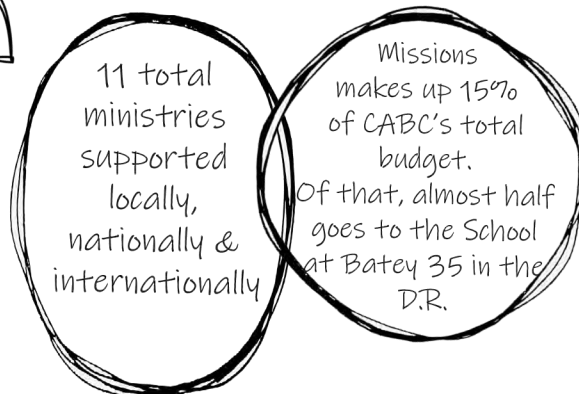 11 total
ministries
supported
locally,
nationally &
internationally
Missions
makes up 15%
of CABC's total
budget.
Of that, almost half
goes to the School
at Batey 35 in the
D.R.